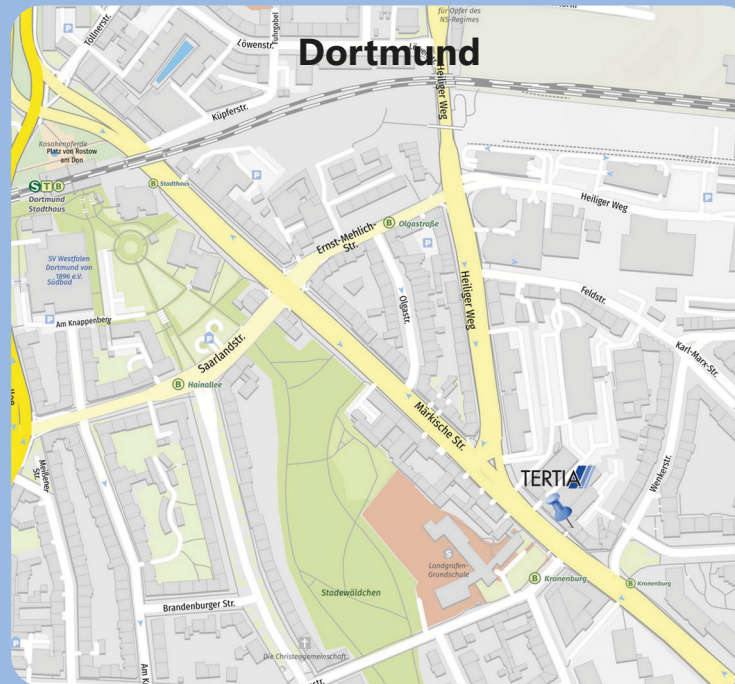 für Opfer des
NS-Regimes
Dortmund
Töllnerstr.
Löwenstr.
Heiliger Weg
Küpferstr.
Kosakenpferde
Platz von Rostow
am Don
S T B
Dortmund
Stadthaus
B Stadthaus
P
Ernst-Mehlich-
Str.
B Olgastraße
Heiliger Weg
SV Westfalen
Dortmund von
1896 e.V.
Südbad
Am Knappenberg
Saarlandstr.
B Hainallee
Olgastr.
Heiliger Weg
Feldstr.
Karl-Marx-Str.
Märkische Str.
TERTIA
Wenkerstr.
Meißener
Str.
S
Landgrafen-
Grundschule
B Kronenburg
B Kronenburg
Stadewäldchen
Brandenburger Str.
Die Christengemeinschaft